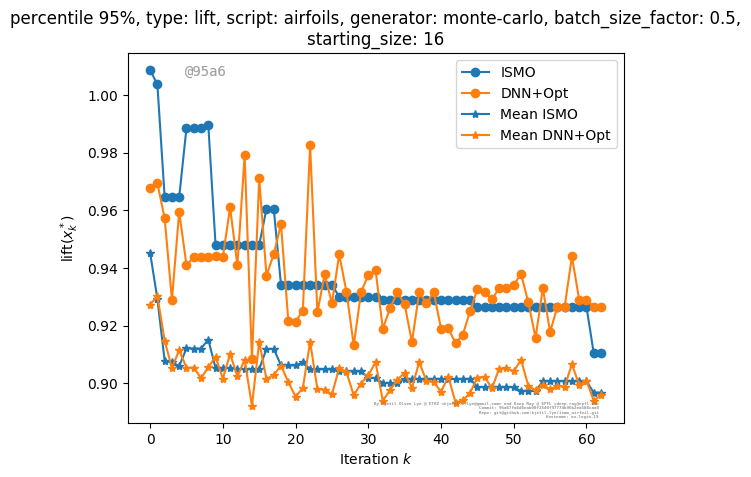 percentile 95%, type: lift, script: airfoils, generator: monte-carlo, batch_size_factor: 0.5,
starting_size: 16
@95a6
ISMO
DNN+Opt
Mean ISMO
Mean DNN+Opt
1.00
0.98
0.96
0.94
0.92
0.90
lift(x*k)
0
10
20
30
40
50
60
Iteration k